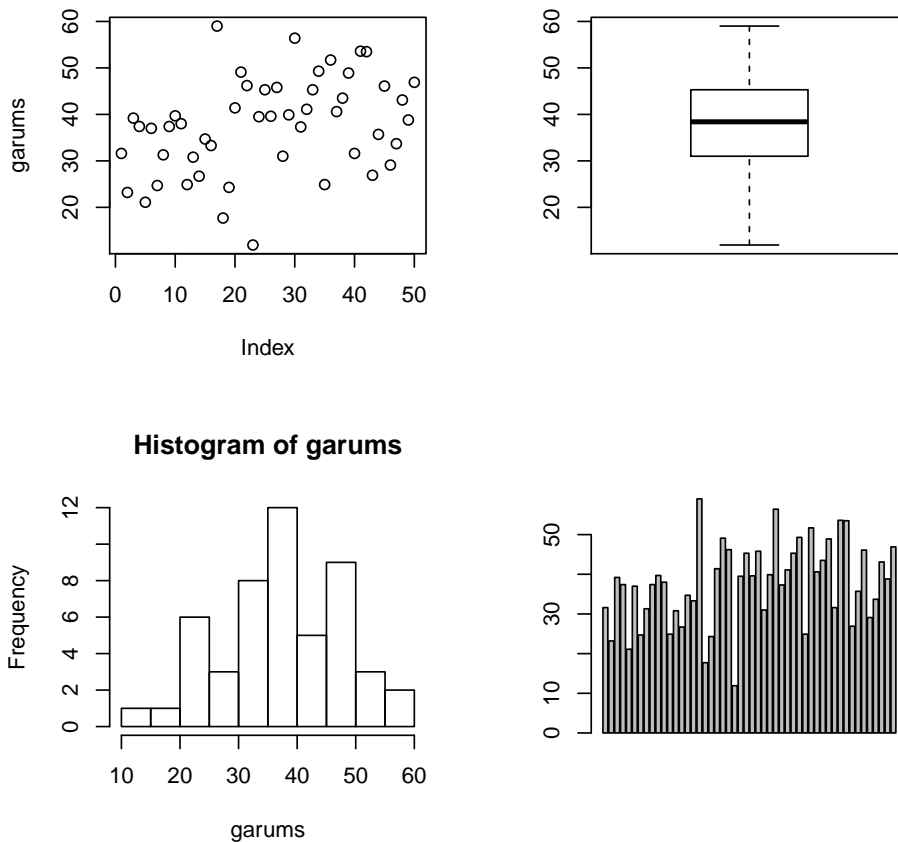 garums
20 30 40 50 60
0 10 20 30 40 50
Index
20 30 40 50 60
Histogram of garums
Frequency
0 2 4 6 8 12
10 20 30 40 50 60
garums
0 10 30 50